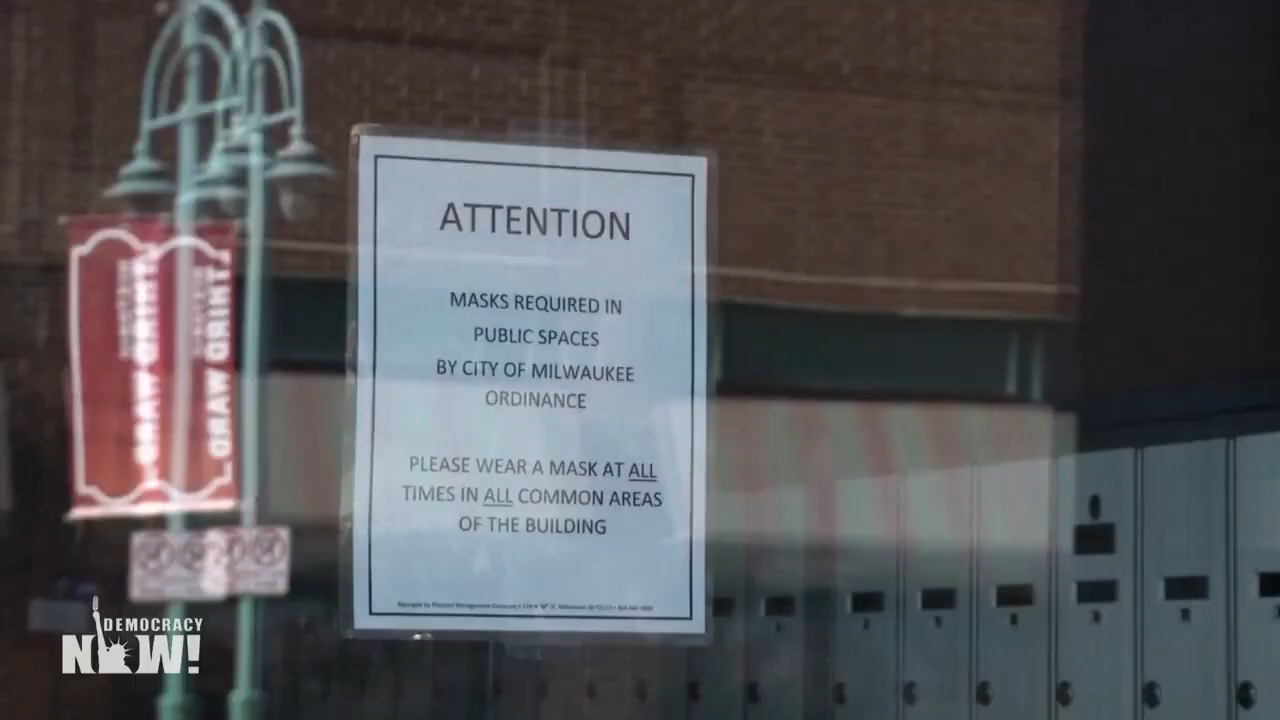 ATTENTION
MASKS REQUIRED IN
PUBLIC SPACES
BY CITY OF MILWAUKEE
ORDINANCE
PLEASE WEAR A MASK AT ALL
TIMES IN ALL COMMON AREAS
OF THE BUILDING
DEMOCRACY
NOW!